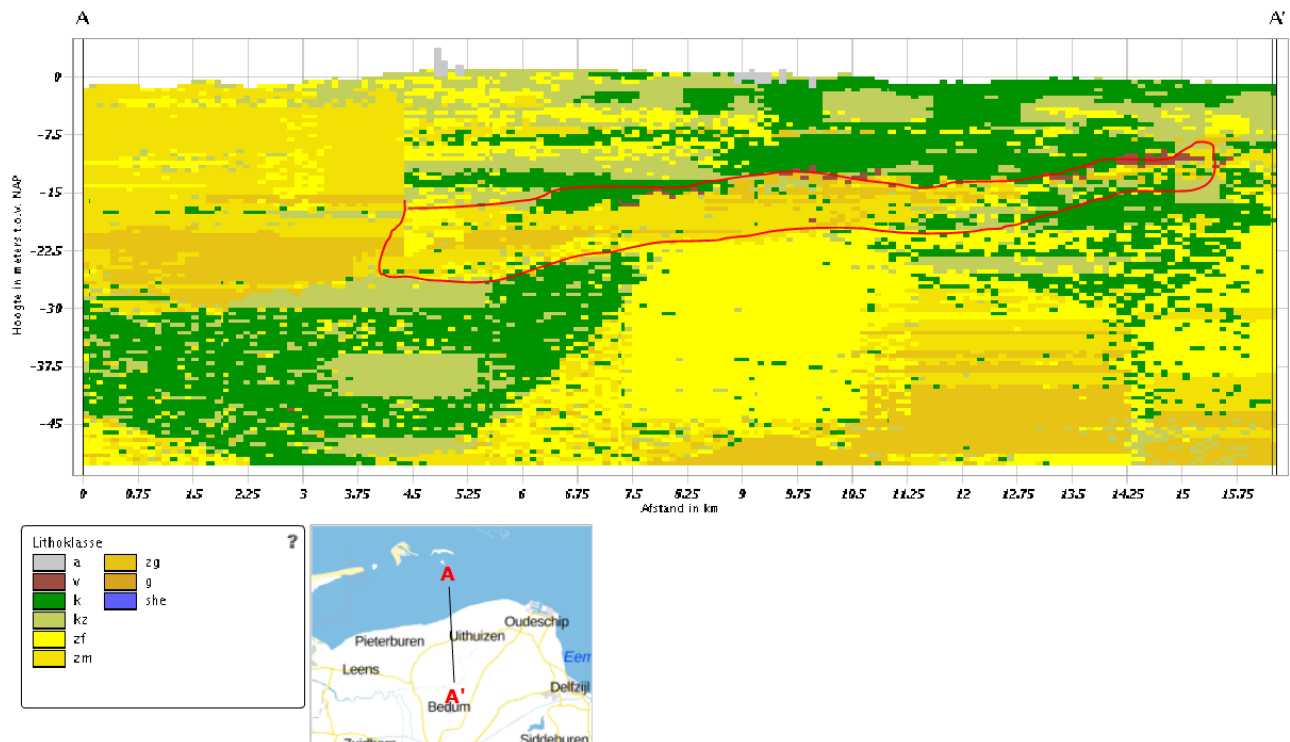 A A'
Hoogte in meters t.o.v. NAP
0
-7.5
-15
-22.5
-30
-37.5
-45
0 0.75 1.5 2.25 3 3.75 4.5 5.25 6 6.75 7.5 8.25 9 9.75 10.5 11.25 12 12.75 13.5 14.25 15 15.75
Afstand in km
Lithoklasse ?
a zg
v g
k she
kz
zf
zm
A
Oudeschip
Pieterburen Uithuizen
Leens
Eem
A'
Delfzijl
Bedum
Zuidhorn
Siddeburen